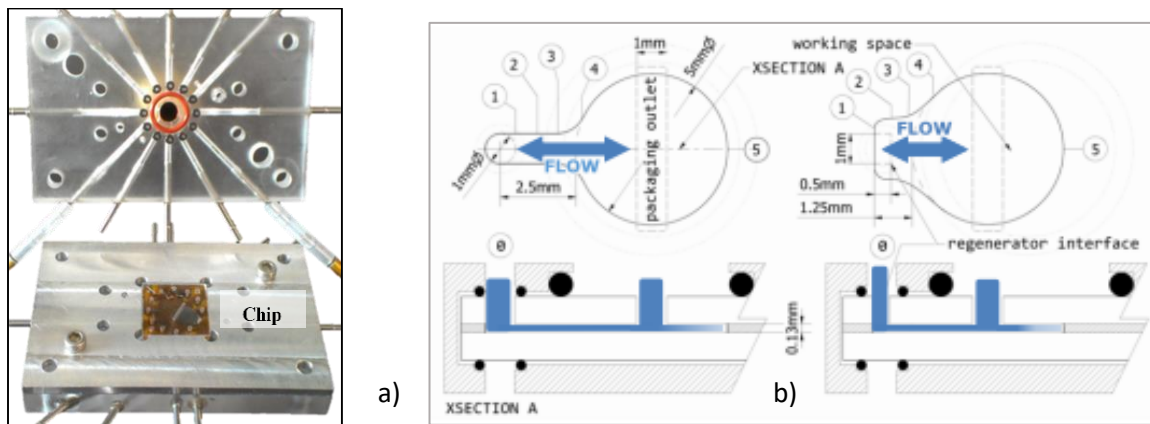 Chip
a)
1mm
5mmØ
XSECTION A
1
2
3
4
FLOW
packaging outlet
5
1mmØ
2.5mm
0
XSECTION A
working space
1
2
3
4
FLOW
5
1mm
0.5mm
1.25mm
regenerator interface
0
0.13mm
b)